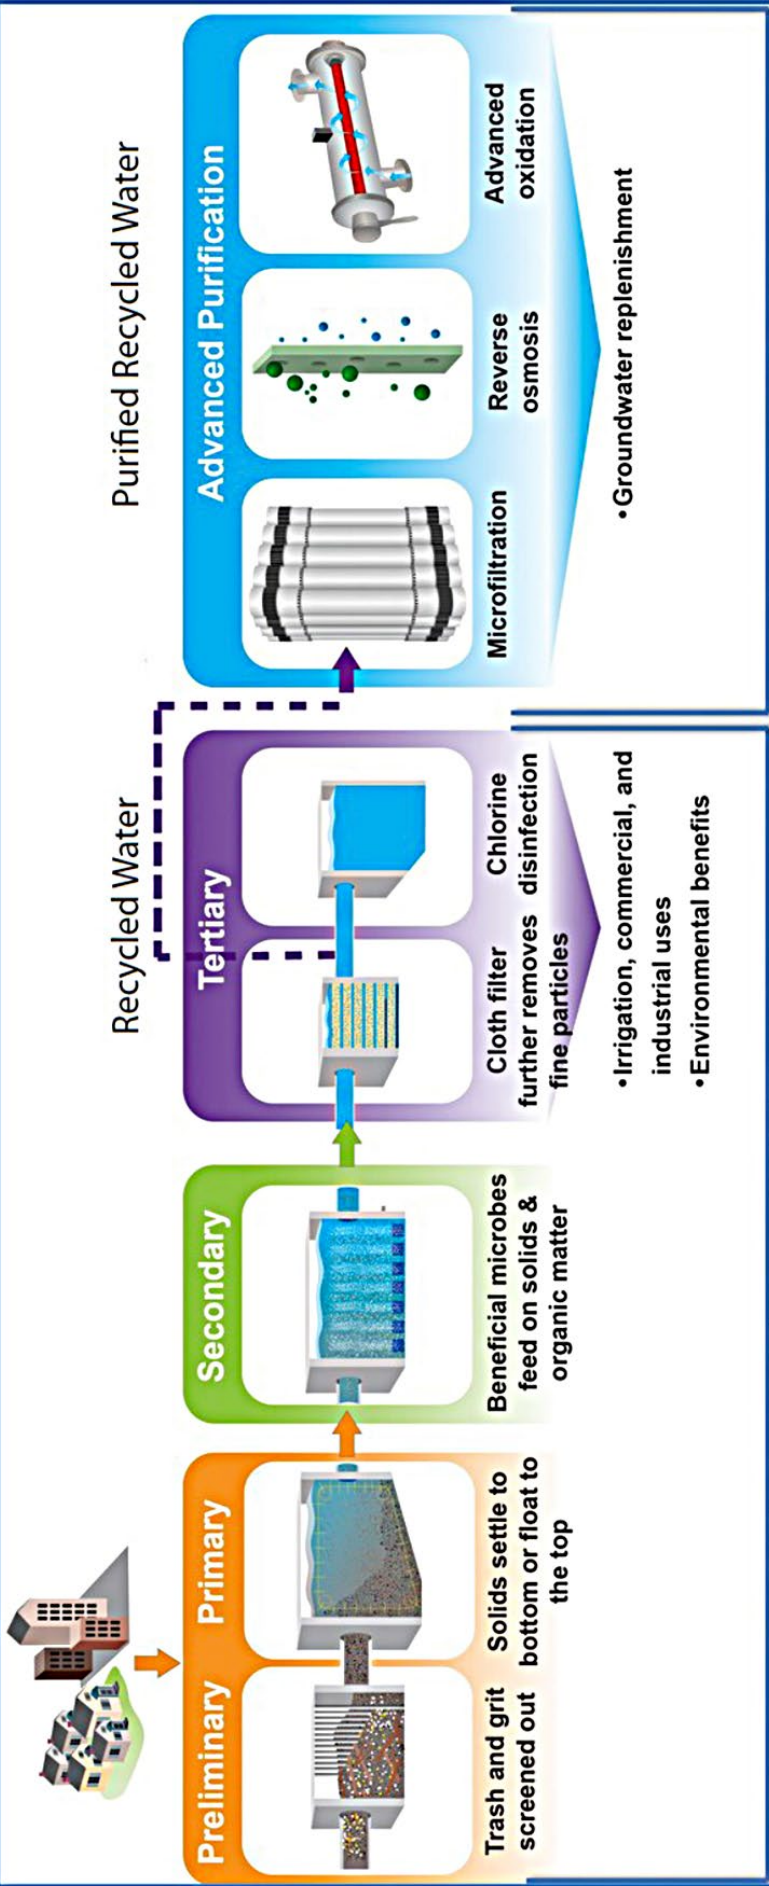 Recycled Water
Purified Recycled Water
Preliminary
Primary
Secondary
Tertiary
Advanced Purification
Trash and grit
screened out
Solids settle to
bottom or float to
the top
Beneficial microbes
feed on solids &
organic matter
Cloth filter
further removes
fine particles
Chlorine
disinfection
Microfiltration
Reverse
osmosis
Advanced
oxidation
•Irrigation, commercial, and
industrial uses
•Environmental benefits
•Groundwater replenishment